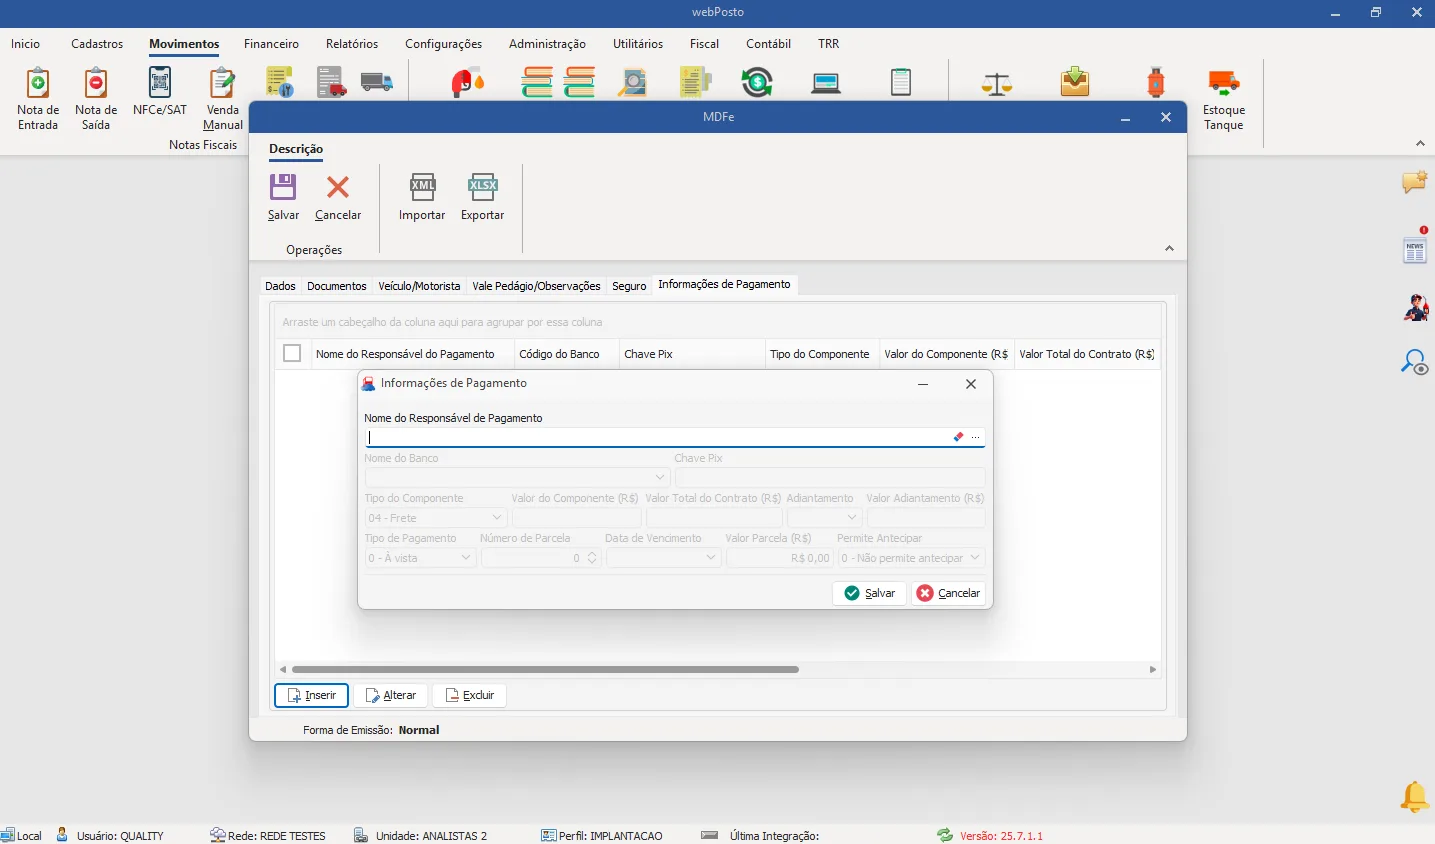 webPosto
Inicio Cadastros Movimentos Financeiro Relatórios Configurações Administração Utilitários Fiscal Contábil TRR
Nota de Entrada
Nota de Saída
NFCe/SAT
Venda Manual
Estoque Tanque
Notas Fiscais
MDFe
Descrição
Salvar Cancelar Importar Exportar
XML XLSX
Operações
Dados Documentos Veículo/Motorista Vale Pedágio/Observações Seguro Informações de Pagamento
Arraste um cabeçalho da coluna aqui para agrupar por essa coluna
Nome do Responsável do Pagamento Código do Banco Chave Pix Tipo do Componente Valor do Componente (R$ Valor Total do Contrato (R$)
Informações de Pagamento
Nome do Responsável de Pagamento
...
Nome do Banco Chave Pix
Tipo do Componente Valor do Componente (R$) Valor Total do Contrato (R$) Adiantamento Valor Adiantamento (R$)
04 - Frete
Tipo de Pagamento Número de Parcela Data de Vencimento Valor Parcela (R$) Permite Antecipar
0 - À vista 0 R$ 0,00 0 - Não permite antecipar
Salvar Cancelar
Inserir Alterar Excluir
Forma de Emissão: Normal
NEWS
Local Usuário: QUALITY Rede: REDE TESTES Unidade: ANALISTAS 2 Perfil: IMPLANTACAO Última Integração: Versão: 25.7.1.1